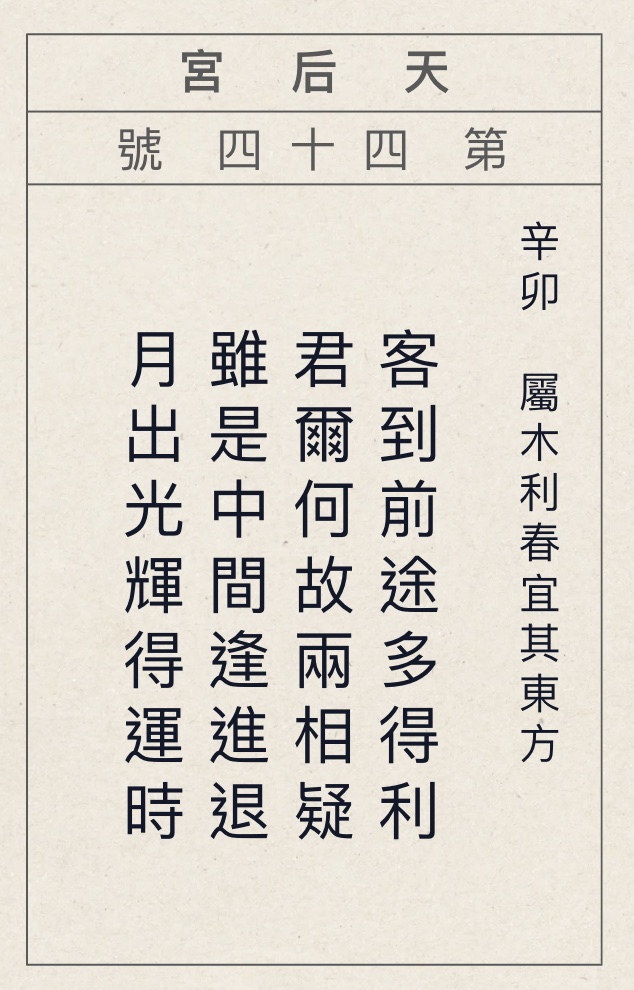 天后宮
第四十四號
辛卯 屬木利春宜其東方
客到前途多得利
君爾何故兩相疑
雖是中間逢進退
月出光輝得運時